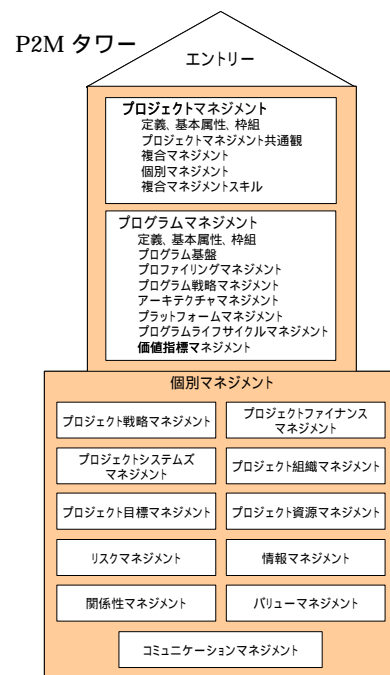 P2M タワー
エントリー
プロジェクトマネジメント
定義、基本属性、枠組
プロジェクトマネジメント共通観
複合マネジメント
個別マネジメント
複合マネジメントスキル
プログラムマネジメント
定義、基本属性、枠組
プログラム基盤
プロファイリングマネジメント
プログラム戦略マネジメント
アーキテクチャマネジメント
プラットフォームマネジメント
プログラムライフサイクルマネジメント
価値指標マネジメント
個別マネジメント
プロジェクト戦略マネジメント
プロジェクトファイナンス
マネジメント
プロジェクトシステムズ
マネジメント
プロジェクト組織マネジメント
プロジェクト目標マネジメント
プロジェクト資源マネジメント
リスクマネジメント
情報マネジメント
関係性マネジメント
バリューマネジメント
コミュニケーションマネジメント